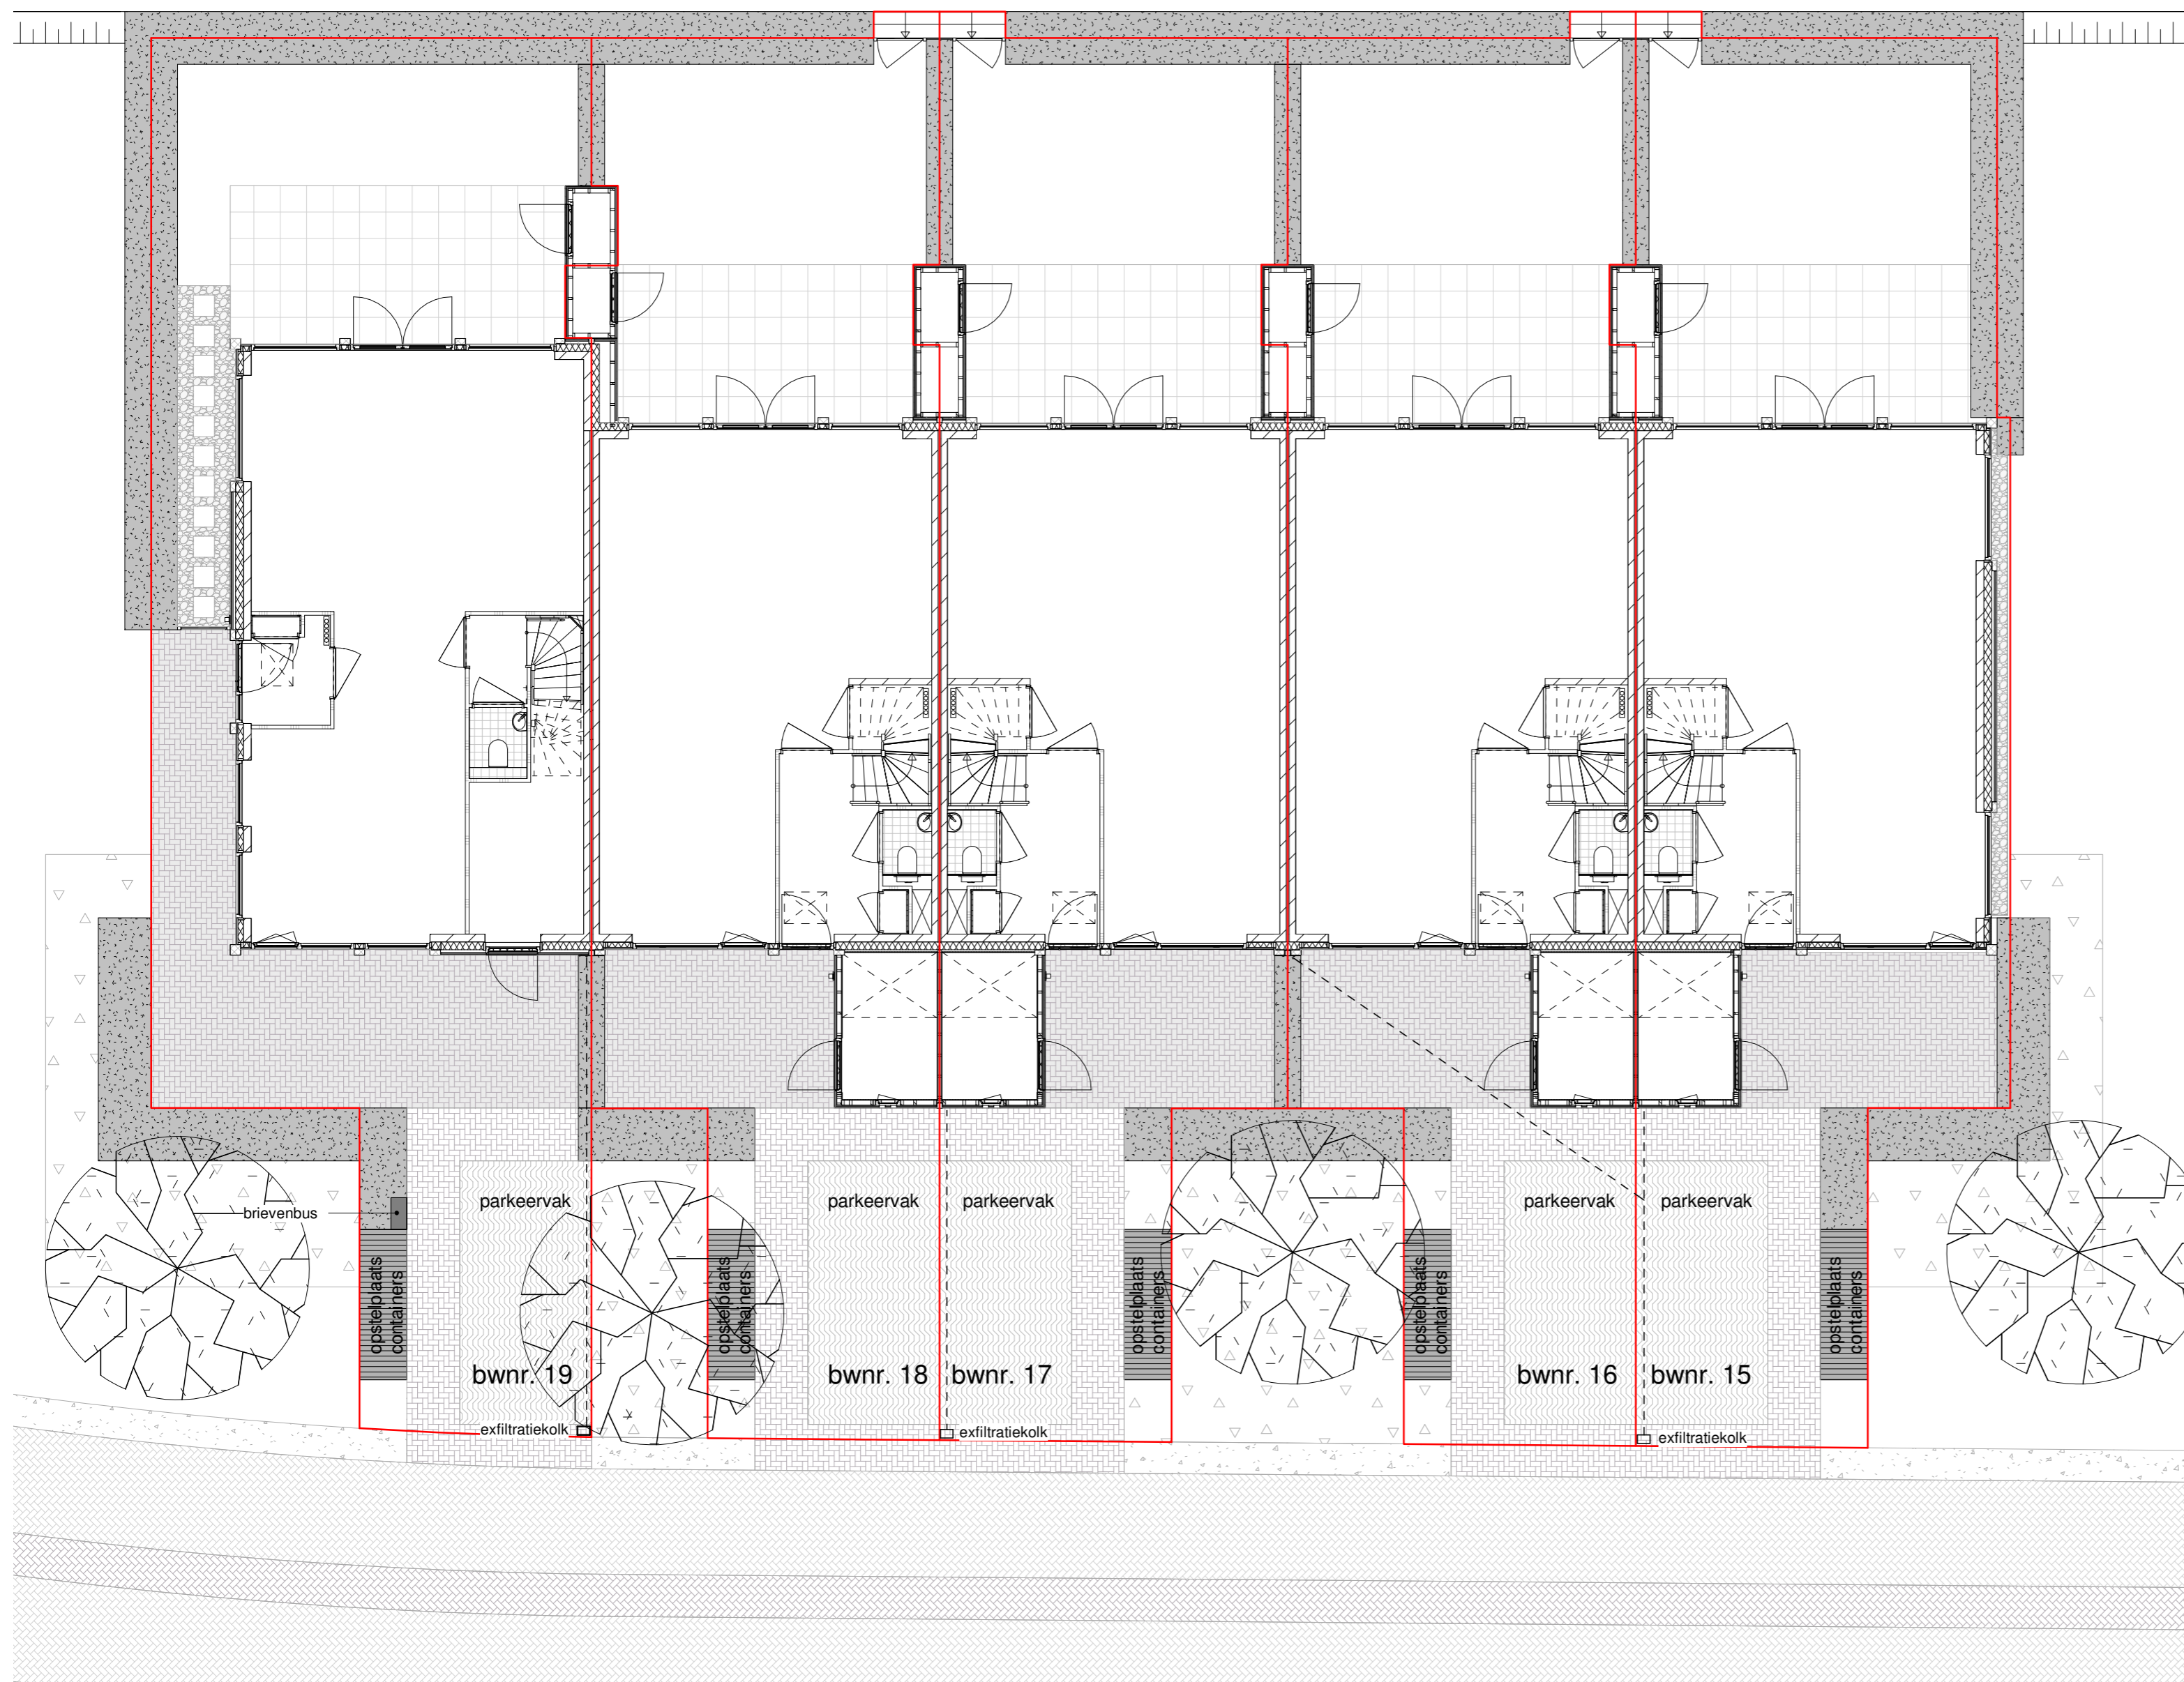 parkeervak
parkeervak
parkeervak
parkeervak
parkeervak
brievenbus
opstelplaats
containers
opstelplaats
containers
opstelplaats
containers
opstelplaats
containers
opstelplaats
containers
bwnr. 19
bwnr. 18
bwnr. 17
bwnr. 16
bwnr. 15
exfiltratiekolk
exfiltratiekolk
exfiltratiekolk